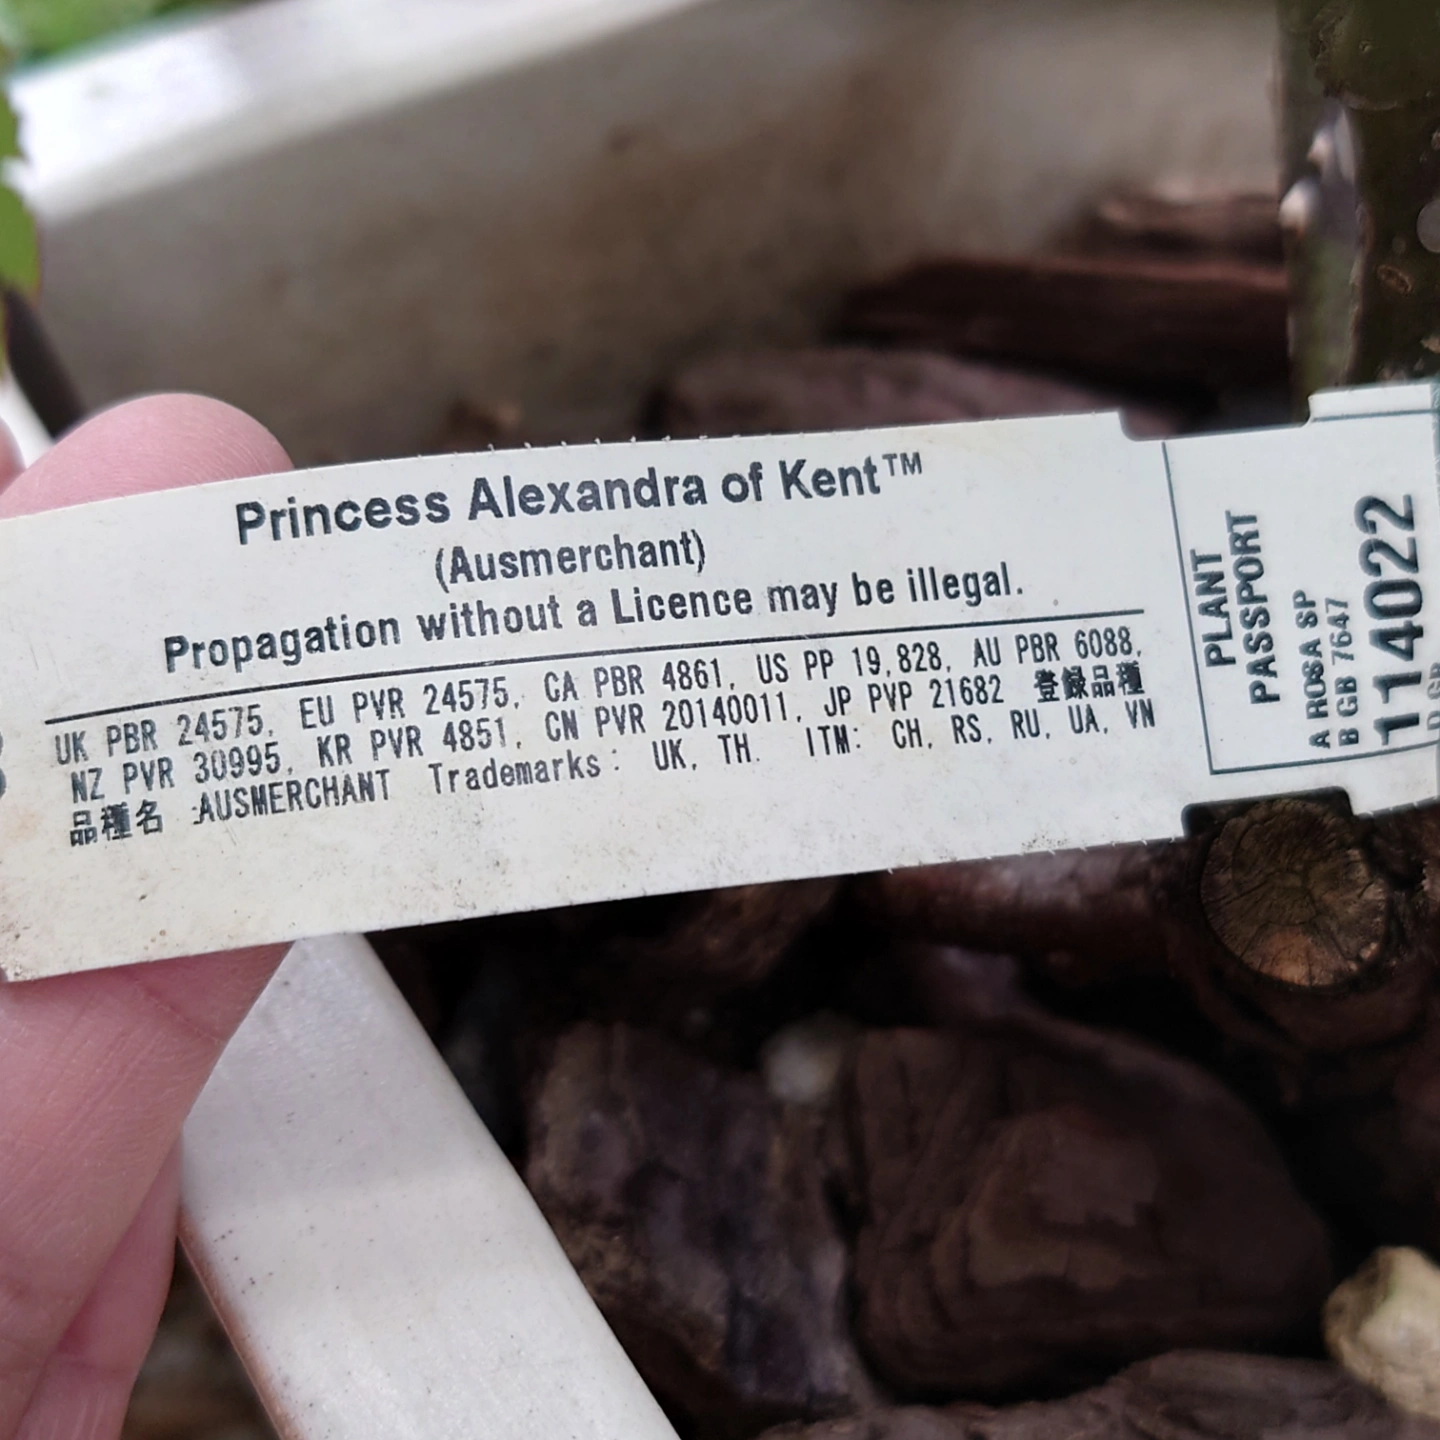 Princess Alexandra of Kent™
(Ausmerchant)
Propagation without a Licence may be illegal.
UK PBR 24575, EU PVR 24575, CA PBR 4861, US PP 19,828, AU PBR 6088,
NZ PVR 30995, KR PVR 4851, CN PVR 20140011, JP PVP 21682 登録品種
品種名 :AUSMERCHANT Trademarks: UK, TH. ITM: CH, RS, RU, UA, VN
PLANT
PASSPORT
A ROSA SP
B GB 7647
1114022
D GB